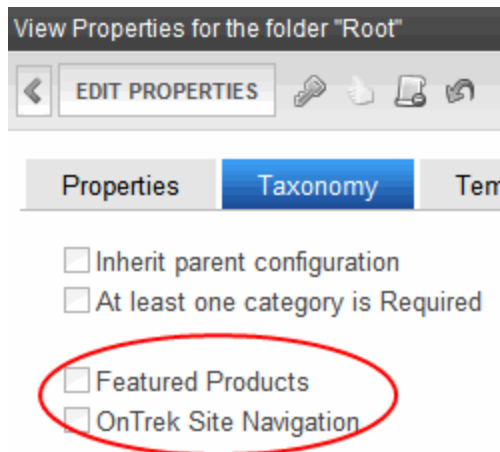 View Properties for the folder "Root"
EDIT PROPERTIES
Properties Taxonomy Tem
Inherit parent configuration
At least one category is Required
Featured Products
OnTrek Site Navigation